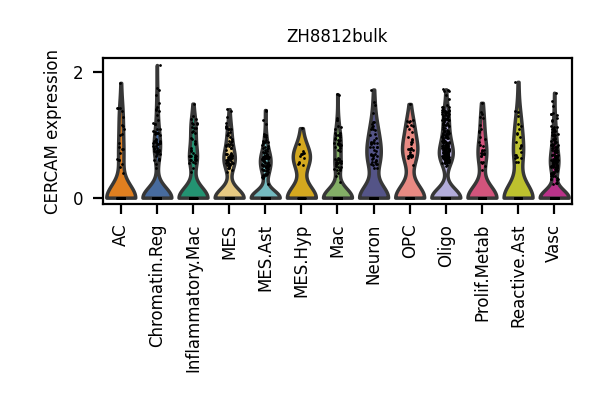 ZH8812bulk
CERCAM expression
2
0
AC
Chromatin.Reg
Inflammatory.Mac
MES
MES.Ast
MES.Hyp
Mac
Neuron
OPC
Oligo
Prolif.Metab
Reactive.Ast
Vasc